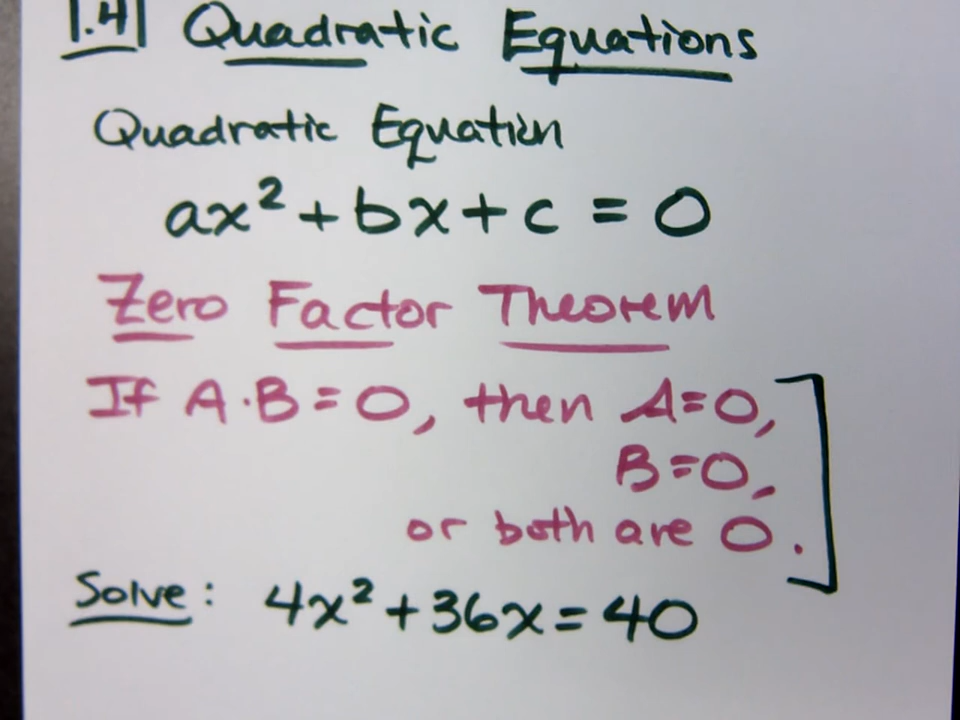 1.4 Quadratic Equations
Quadratic Equation
ax² + bx + c = 0
Zero Factor Theorem
If A·B = 0, then A = 0,
B = 0,
or both are 0.
Solve: 4x² + 36x = 40